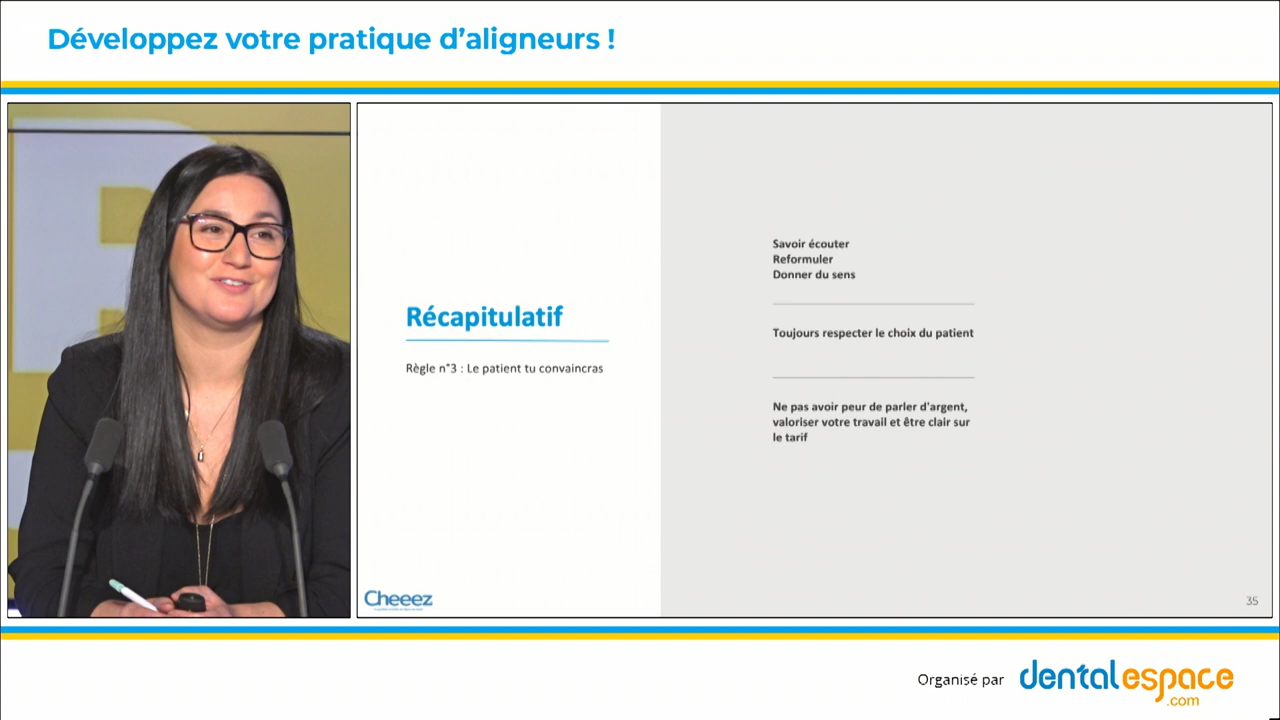 Développez votre pratique d'aligneurs !
Récapitulatif
Règle n°3 : Le patient tu convaincras
Savoir écouter
Reformuler
Donner du sens
Toujours respecter le choix du patient
Ne pas avoir peur de parler d'argent,
valoriser votre travail et être clair sur
le tarif
Cheeez
35
Organisé par
dentalespace
.com